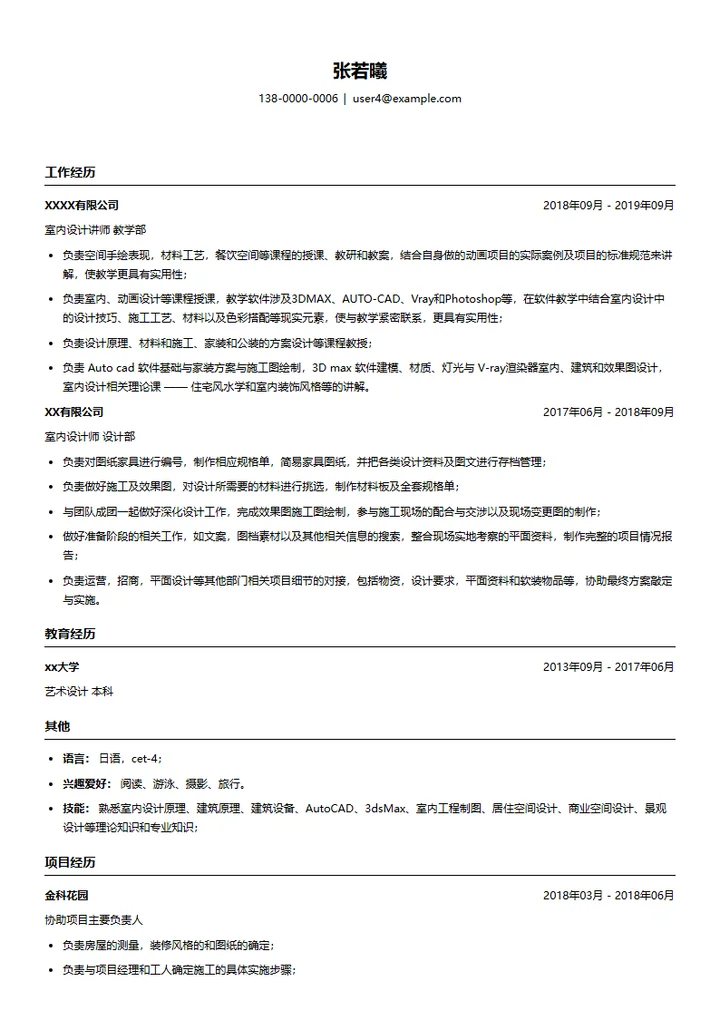 张若曦
138-0000-0006 | user4@example.com
工作经历
XXXX有限公司 2018年09月 - 2019年09月
室内设计讲师 教学部
• 负责空间手绘表现，材料工艺，餐饮空间等课程的授课、教研和教案，结合自身做的动画项目的实际案例及项目的标准规范来讲
解，使教学更具有实用性；
• 负责室内、动画设计等课程授课，教学软件涉及3DMAX、AUTO-CAD、Vray和Photoshop等，在软件教学中结合室内设计中
的设计技巧、施工工艺、材料以及色彩搭配等现实元素，使与教学紧密联系，更具有实用性；
• 负责设计原理、材料和施工、家装和公装的方案设计等课程教授；
• 负责 Auto cad 软件基础与家装方案与施工图绘制，3D max 软件建模、材质、灯光与 V-ray渲染器室内、建筑和效果图设计，
室内设计相关理论课 —— 住宅风水学和室内装饰风格等的讲解。
XX有限公司 2017年06月 - 2018年09月
室内设计师 设计部
• 负责对图纸家具进行编号，制作相应规格单，简易家具图纸，并把各类设计资料及图文进行存档管理；
• 负责做好施工及效果图，对设计所需要的材料进行挑选，制作材料板及全套规格单；
• 与团队成团一起做好深化设计工作，完成效果图施工图绘制，参与施工现场的配合与交涉以及现场变更图的制作；
• 做好准备阶段的相关工作，如文案，图档素材以及其他相关信息的搜索，整合现场实地考察的平面资料，制作完整的项目情况报
告；
• 负责运营，招商，平面设计等其他部门相关项目细节的对接，包括物资，设计要求，平面资料和软装物品等，协助最终方案敲定
与实施。
教育经历
xx大学 2013年09月 - 2017年06月
艺术设计 本科
其他
• 语言： 日语，cet-4；
• 兴趣爱好： 阅读、游泳、摄影、旅行。
• 技能： 熟悉室内设计原理、建筑原理、建筑设备、AutoCAD、3dsMax、室内工程制图、居住空间设计、商业空间设计、景观
设计等理论知识和专业知识；
项目经历
金科花园 2018年03月 - 2018年06月
协助项目主要负责人
• 负责房屋的测量，装修风格的和图纸的确定；
• 负责与项目经理和工人确定施工的具体实施步骤；